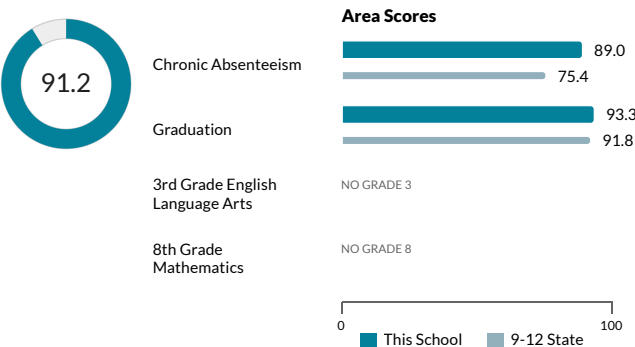 Area Scores
91.2
Chronic Absenteeism
89.0
75.4
Graduation
93.3
91.8
3rd Grade English
Language Arts
NO GRADE 3
8th Grade
Mathematics
NO GRADE 8
0
100
This School
9-12 State